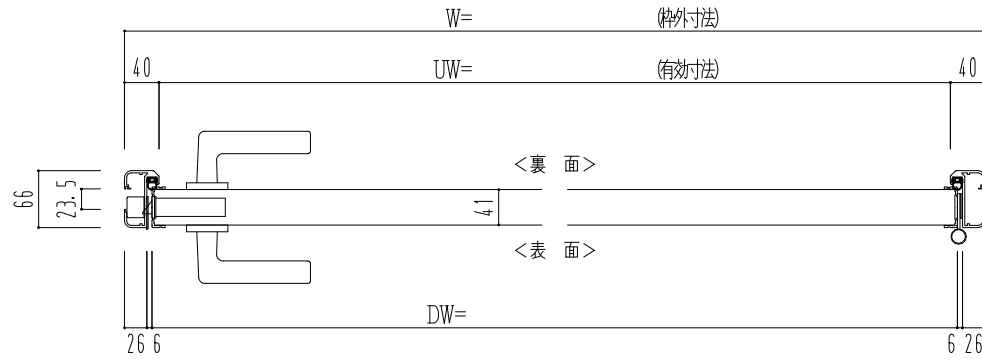 W= (枠外寸法)
40 UW= (有効寸法) 40
<裏 面>
66 23.5 41
<表 面>
DW=
26 6 6 26